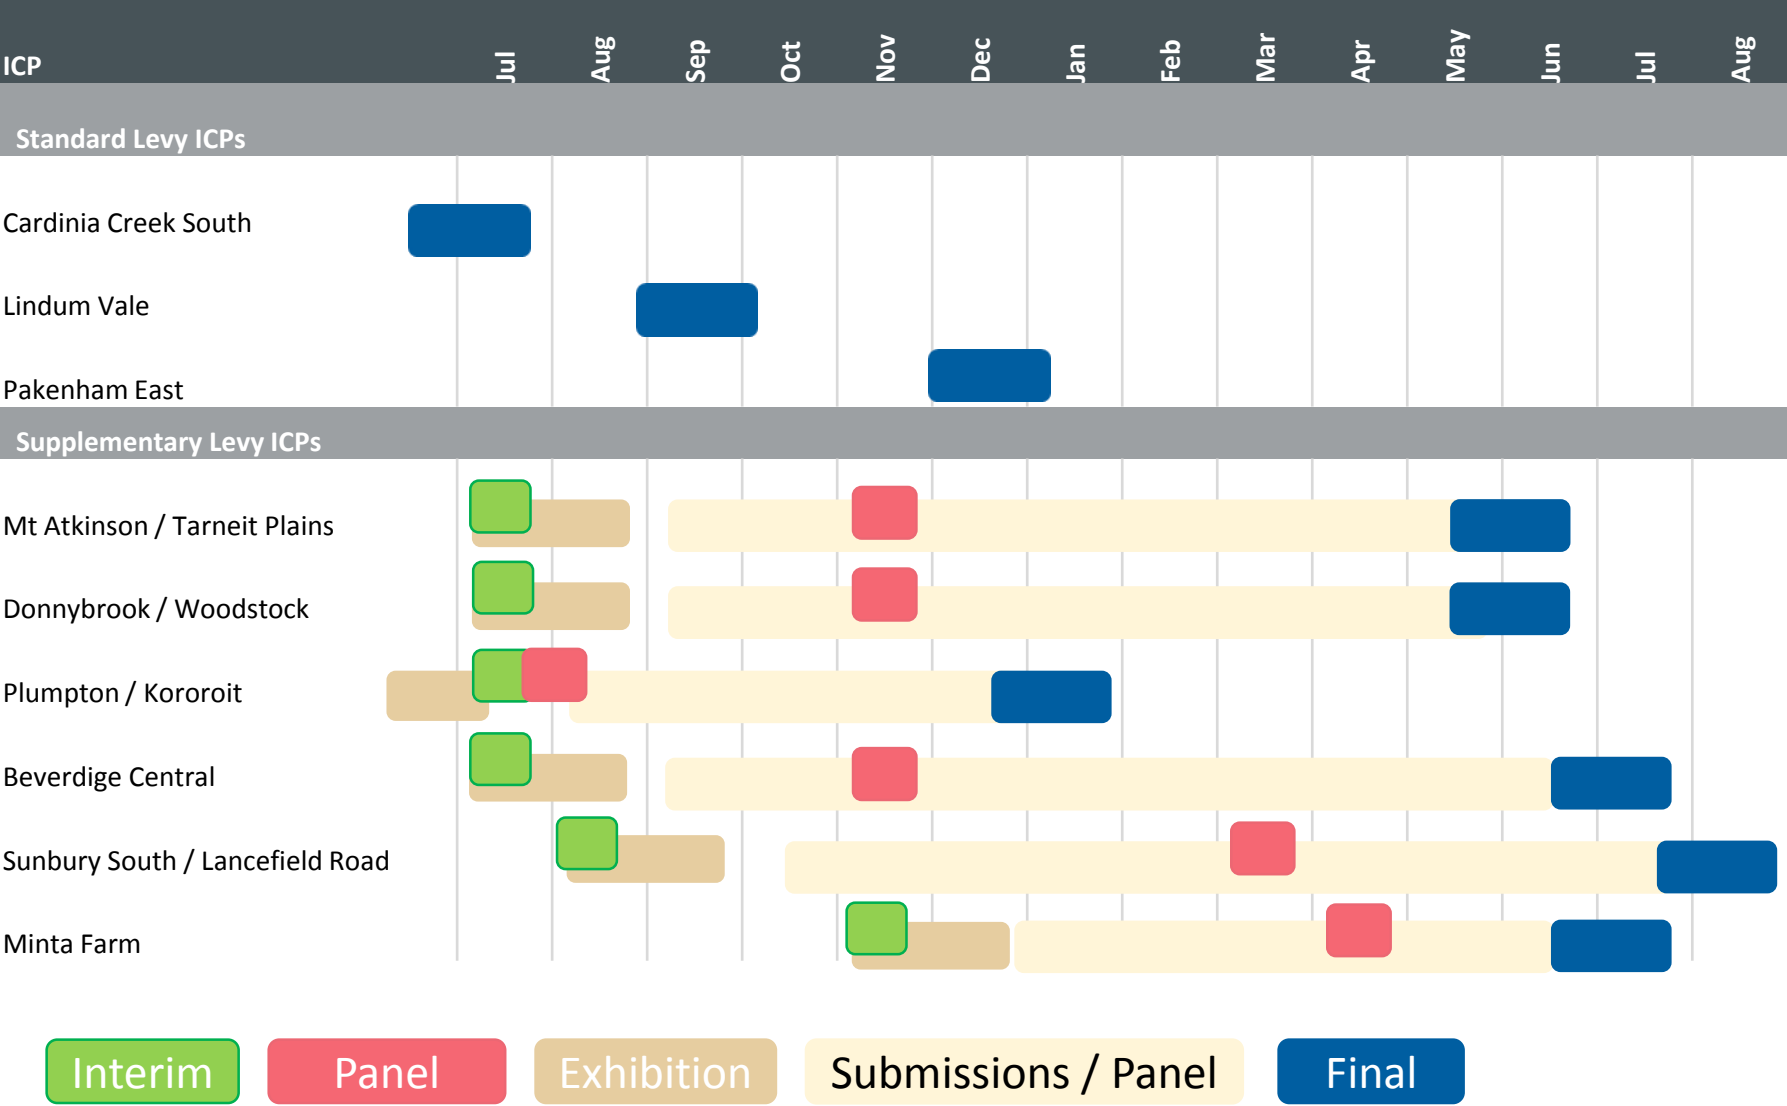 ICP Jul Aug Sep Oct Nov Dec Jan Feb Mar Apr May Jun Jul Aug
Standard Levy ICPs
Cardinia Creek South
Lindum Vale
Pakenham East
Supplementary Levy ICPs
Mt Atkinson / Tarneit Plains
Donnybrook / Woodstock
Plumpton / Kororoit
Beverdige Central
Sunbury South / Lancefield Road
Minta Farm
Interim Panel Exhibition Submissions / Panel Final